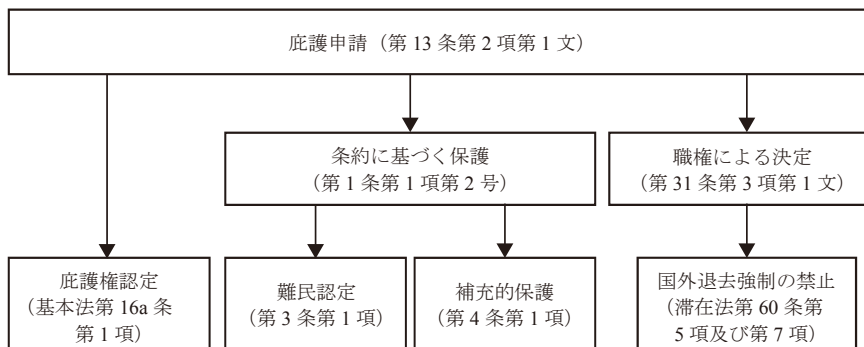 庇護申請（第 13 条第 2 項第 1 文）
条約に基づく保護
（第 1 条第 1 項第 2 号）
職権による決定
（第 31 条第 3 項第 1 文）
庇護権認定
（基本法第 16a 条
第 1 項）
難民認定
（第 3 条第 1 項）
補充的保護
（第 4 条第 1 項）
国外退去強制の禁止
（滞在法第 60 条第
5 項及び第 7 項）